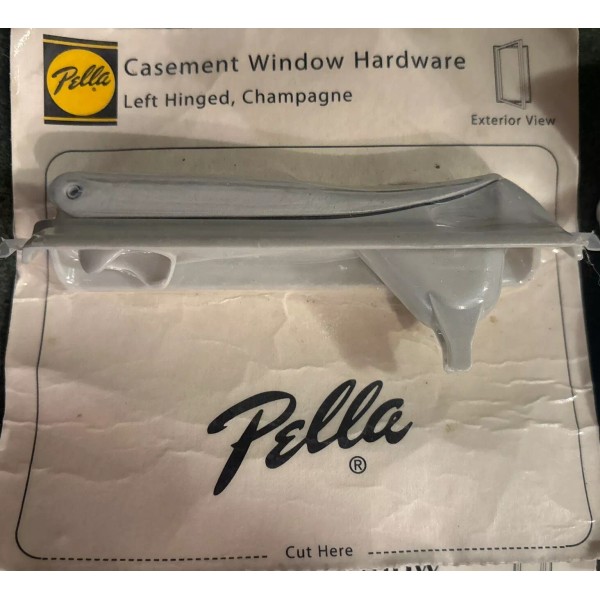 Pella®
Casement Window Hardware
Left Hinged, Champagne
Exterior View
Pella
®
Cut Here